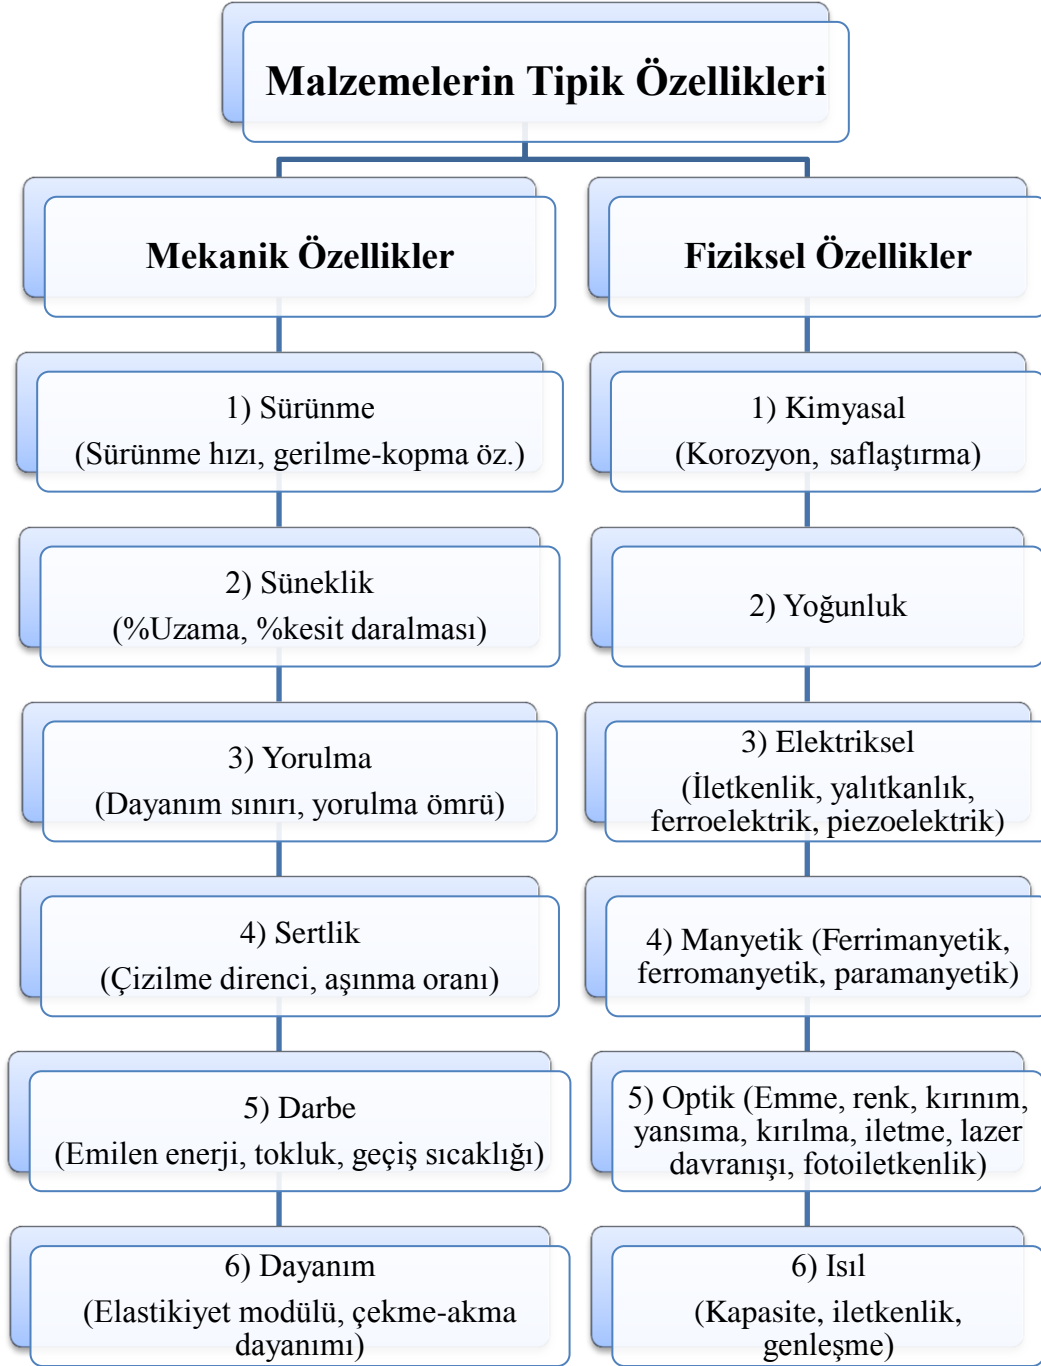 Malzemelerin Tipik Özellikleri
Mekanik Özellikler
1) Sürünme
(Sürünme hızı, gerilme-kopma öz.)
2) Süneklik
(%Uzama, %kesit daralması)
3) Yorulma
(Dayanım sınırı, yorulma ömrü)
4) Sertlik
(Çizilme direnci, aşınma oranı)
5) Darbe
(Emilen enerji, tokluk, geçiş sıcaklığı)
6) Dayanım
(Elastikiyet modülü, çekme-akma
dayanımı)
Fiziksel Özellikler
1) Kimyasal
(Korozyon, saflaştırma)
2) Yoğunluk
3) Elektriksel
(İletkenlik, yalıtkanlık,
ferroelektrik, piezoelektrik)
4) Manyetik (Ferrimanyetik,
ferromanyetik, paramanyetik)
5) Optik (Emme, renk, kırınım,
yansıma, kırılma, iletme, lazer
davranışı, fotoiletkenlik)
6) Isıl
(Kapasite, iletkenlik,
genleşme)